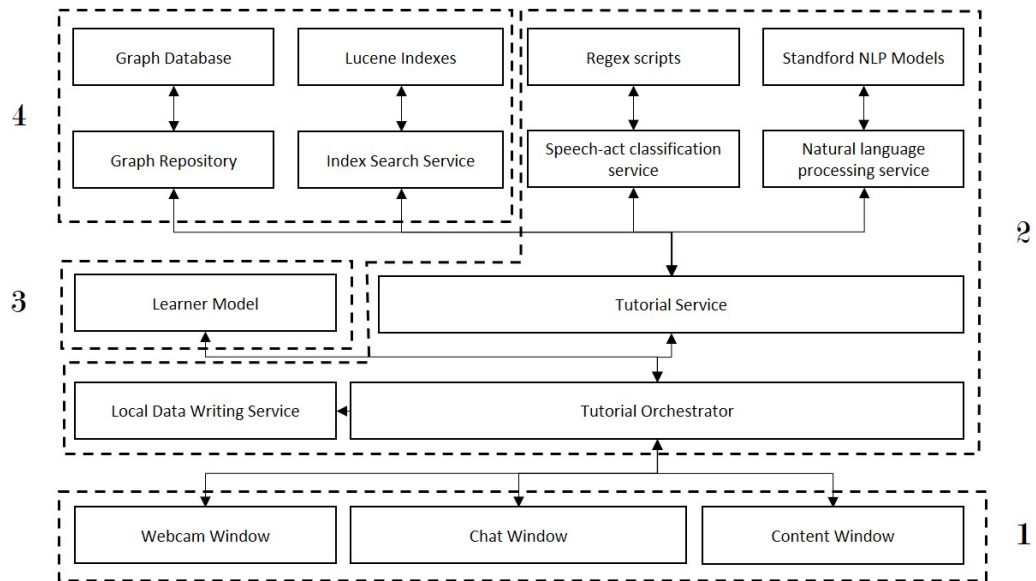 Graph Database
Lucene Indexes
Regex scripts
Standford NLP Models
4
Graph Repository
Index Search Service
Speech-act classification
service
Natural language
processing service
2
3
Learner Model
Tutorial Service
Local Data Writing Service
Tutorial Orchestrator
Webcam Window
Chat Window
Content Window
1